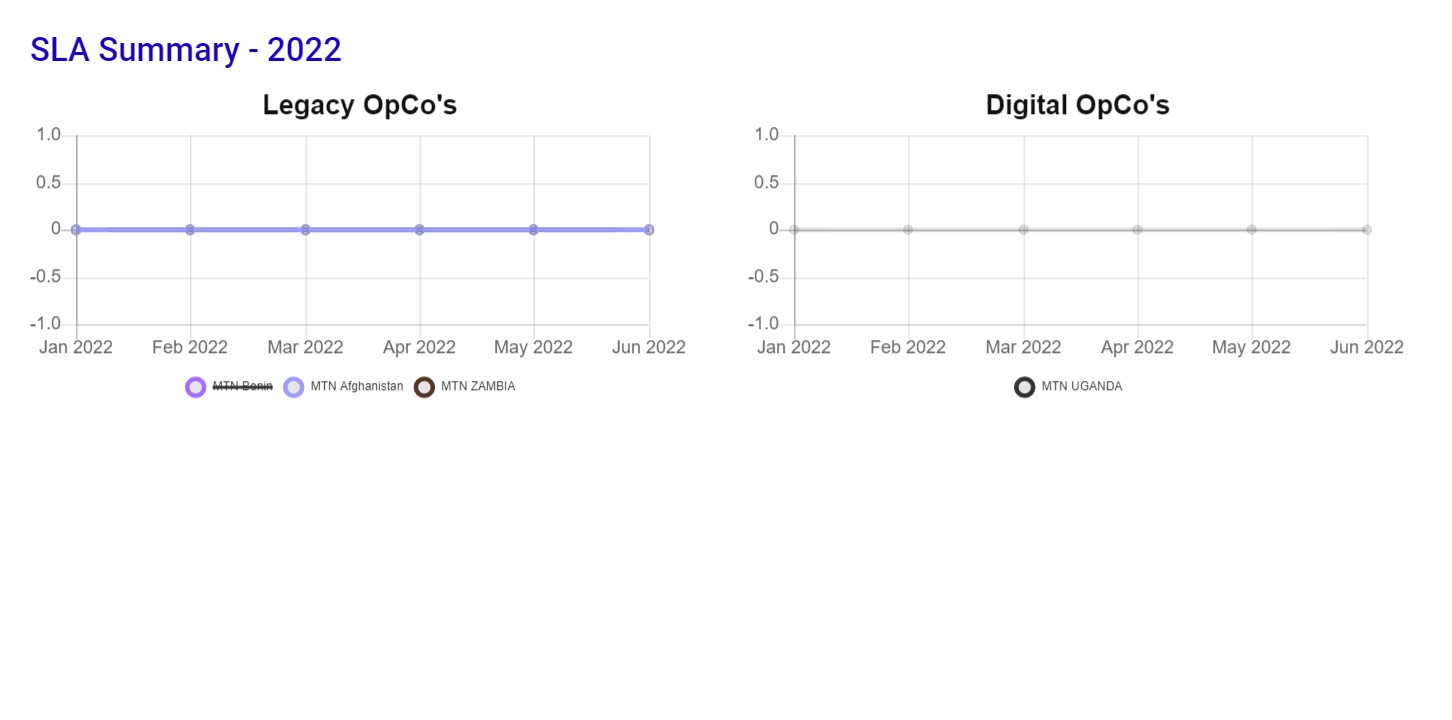 SLA Summary - 2022
Legacy OpCo's
1.0
0.5
0
-0.5
-1.0
Jan 2022 Feb 2022 Mar 2022 Apr 2022 May 2022 Jun 2022
MTN Benin MTN Afghanistan MTN ZAMBIA
Digital OpCo's
1.0
0.5
0
-0.5
-1.0
Jan 2022 Feb 2022 Mar 2022 Apr 2022 May 2022 Jun 2022
MTN UGANDA